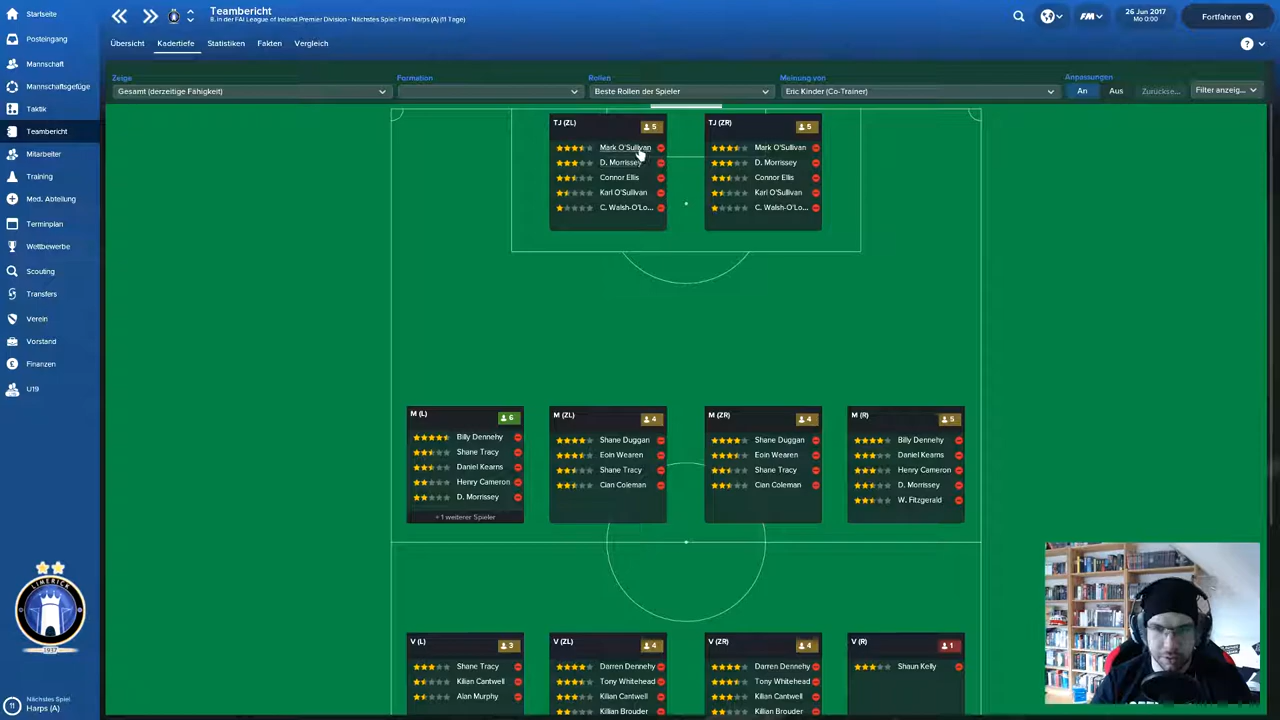 Startseite
Teambericht
8. in der FAI League of Ireland Premier Division - Nächstes Spiel: Finn Harps (A) (11 Tage)
FM
26 Jun 2017
Mo 0:00
Fortfahren
Posteingang
Übersicht
Kadertiefe
Statistiken
Fakten
Vergleich
?
Mannschaft
Mannschaftsgefüge
Taktik
Teambericht
Mitarbeiter
Training
Med. Abteilung
Terminplan
Wettbewerbe
Scouting
Transfers
Verein
Vorstand
Finanzen
U19
Zeige
Gesamt (derzeitige Fähigkeit)
Formation
Rollen
Beste Rollen der Spieler
Meinung von
Eric Kinder (Co-Trainer)
Anpassungen
An
Aus
Zurückse...
Filter anzeig...
TJ (ZL)
5
Mark O'Sullivan
D. Morrissey
Connor Ellis
Karl O'Sullivan
C. Walsh-O'Lo...
TJ (ZR)
5
Mark O'Sullivan
D. Morrissey
Connor Ellis
Karl O'Sullivan
C. Walsh-O'Lo...
M (L)
6
Billy Dennehy
Shane Tracy
Daniel Kearns
Henry Cameron
D. Morrissey
+ 1 weiterer Spieler
M (ZL)
4
Shane Duggan
Eoin Wearen
Shane Tracy
Cian Coleman
M (ZR)
4
Shane Duggan
Eoin Wearen
Shane Tracy
Cian Coleman
M (R)
5
Billy Dennehy
Daniel Kearns
Henry Cameron
D. Morrissey
W. Fitzgerald
V (L)
3
Shane Tracy
Kilian Cantwell
Alan Murphy
V (ZL)
4
Darren Dennehy
Tony Whitehead
Kilian Cantwell
Killian Brouder
V (ZR)
4
Darren Dennehy
Tony Whitehead
Kilian Cantwell
Killian Brouder
V (R)
1
Shaun Kelly
LIMERICK
1937
11
Nächstes Spiel
Harps (A)